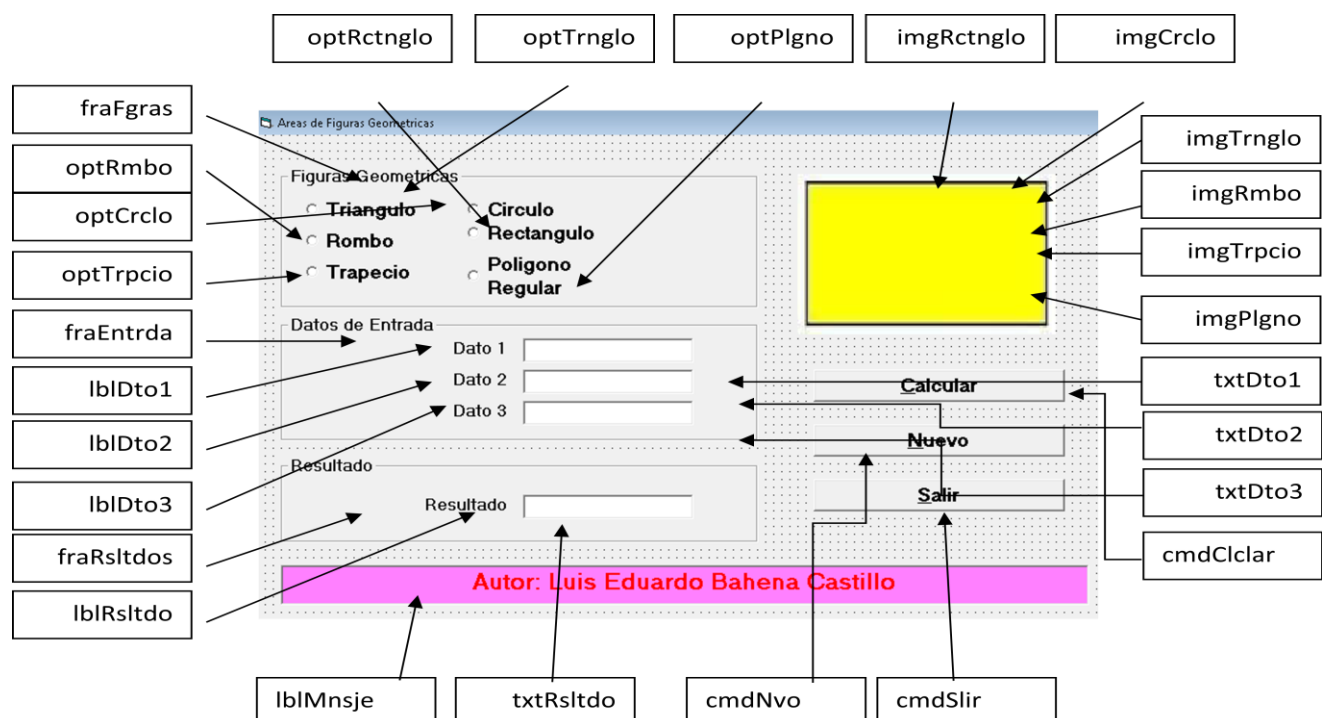 optRctnglo
optTrnglo
optPlgno
imgRctnglo
imgCrclo
fraFgras
optRmbo
optCrclo
optTrpcio
fraEntrda
lblDto1
lblDto2
lblDto3
fraRsltdos
lblRsltdo
Areas de Figuras Geometricas
Figuras Geometricas
Triangulo
Circulo
Rombo
Rectangulo
Trapecio
Poligono
Regular
Datos de Entrada
Dato 1
Dato 2
Dato 3
Resultado
Resultado
Calcular
Nuevo
Salir
Autor: Luis Eduardo Bahena Castillo
imgTrnglo
imgRmbo
imgTrpcio
imgPlgno
txtDto1
txtDto2
txtDto3
cmdClclar
lblMnsje
txtRsltdo
cmdNvo
cmdSlir